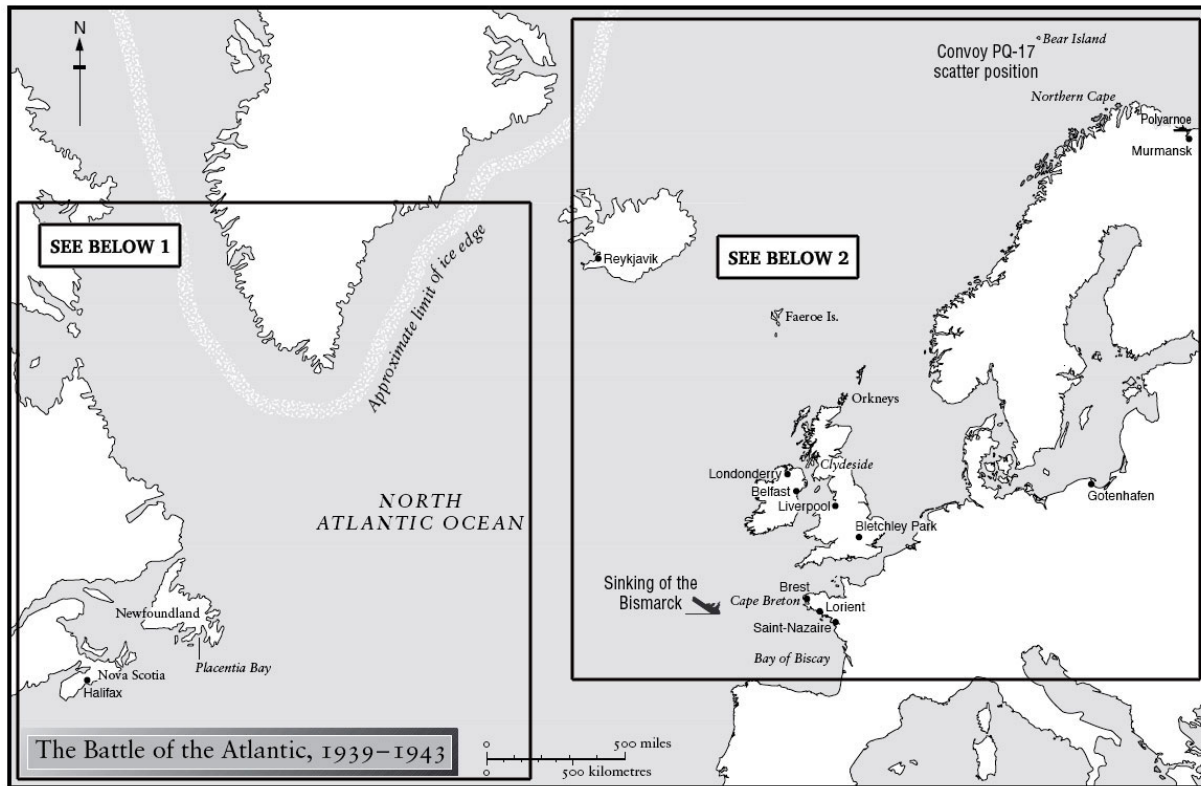 N
Bear Island
Convoy PQ-17
scatter position
Northern Cape
Polyarnoe
Murmansk
SEE BELOW 1
SEE BELOW 2
Reykjavik
Approximate limit of ice edge
Faeroe Is.
Orkneys
Clydeside
Londonderry
Belfast
Liverpool
Gotenhafen
NORTH
ATLANTIC OCEAN
Bletchley Park
Sinking of the
Bismarck
Brest
Cape Breton
Lorient
Saint-Nazaire
Bay of Biscay
Newfoundland
Placentia Bay
Nova Scotia
Halifax
The Battle of the Atlantic, 1939–1943
0 500 miles
0 500 kilometres